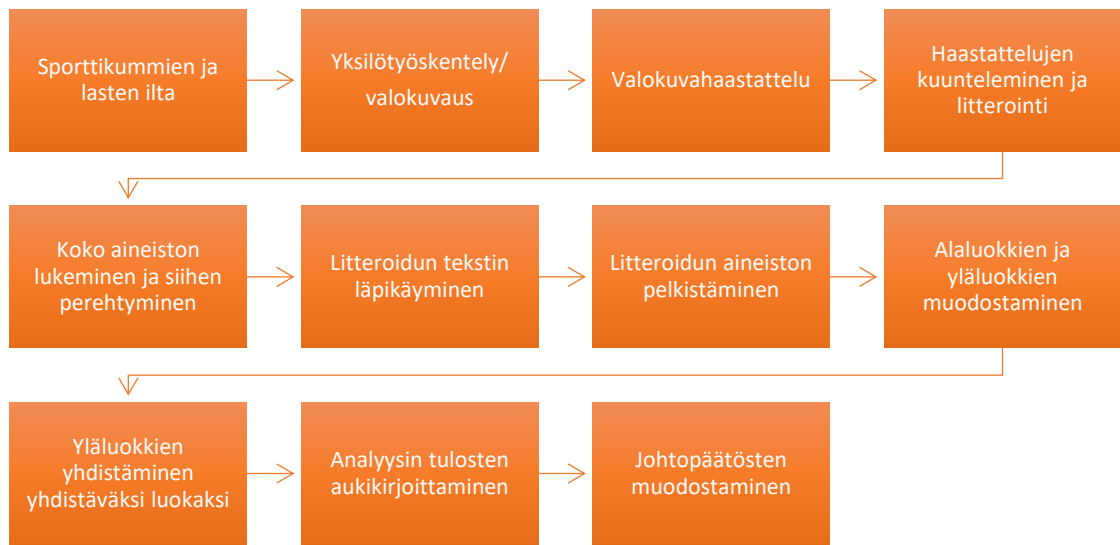 Sporttikummien ja
lasten ilta
Yksilötyöskentely/
valokuvaus
Valokuvahaastattelu
Haastattelujen
kuunteleminen ja
litterointi
Koko aineiston
lukeminen ja siihen
perehtyminen
Litteroidun tekstin
läpikäyminen
Litteroidun aineiston
pelkistäminen
Alaluokkien ja
yläluokkien
muodostaminen
Yläluokkien
yhdistäminen
yhdistäväksi luokaksi
Analyysin tulosten
aukikirjoittaminen
Johtopäätösten
muodostaminen